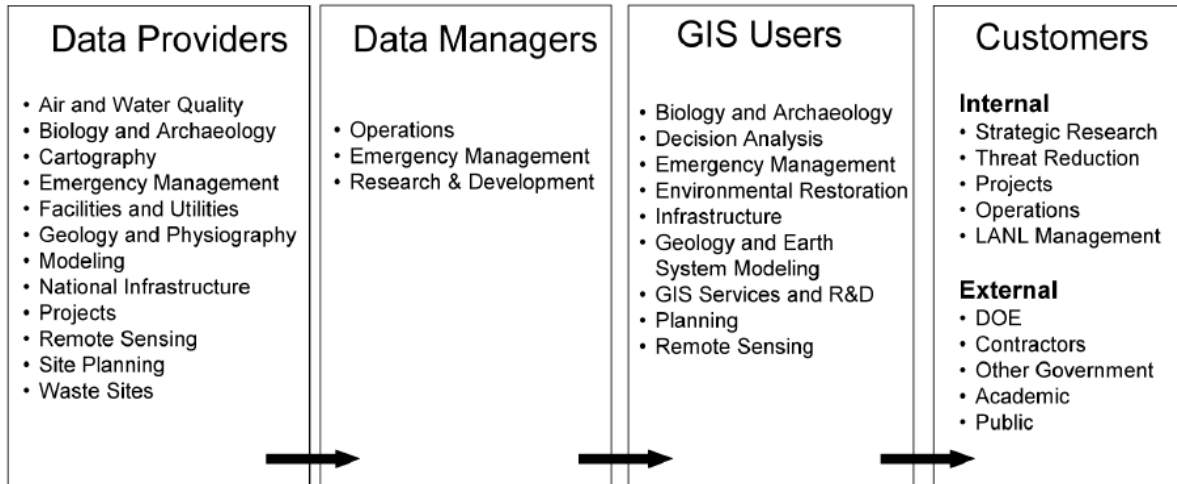 Data Providers
• Air and Water Quality
• Biology and Archaeology
• Cartography
• Emergency Management
• Facilities and Utilities
• Geology and Physiography
• Modeling
• National Infrastructure
• Projects
• Remote Sensing
• Site Planning
• Waste Sites
Data Managers
• Operations
• Emergency Management
• Research & Development
GIS Users
• Biology and Archaeology
• Decision Analysis
• Emergency Management
• Environmental Restoration
• Infrastructure
• Geology and Earth
System Modeling
• GIS Services and R&D
• Planning
• Remote Sensing
Customers
Internal
• Strategic Research
• Threat Reduction
• Projects
• Operations
• LANL Management
External
• DOE
• Contractors
• Other Government
• Academic
• Public